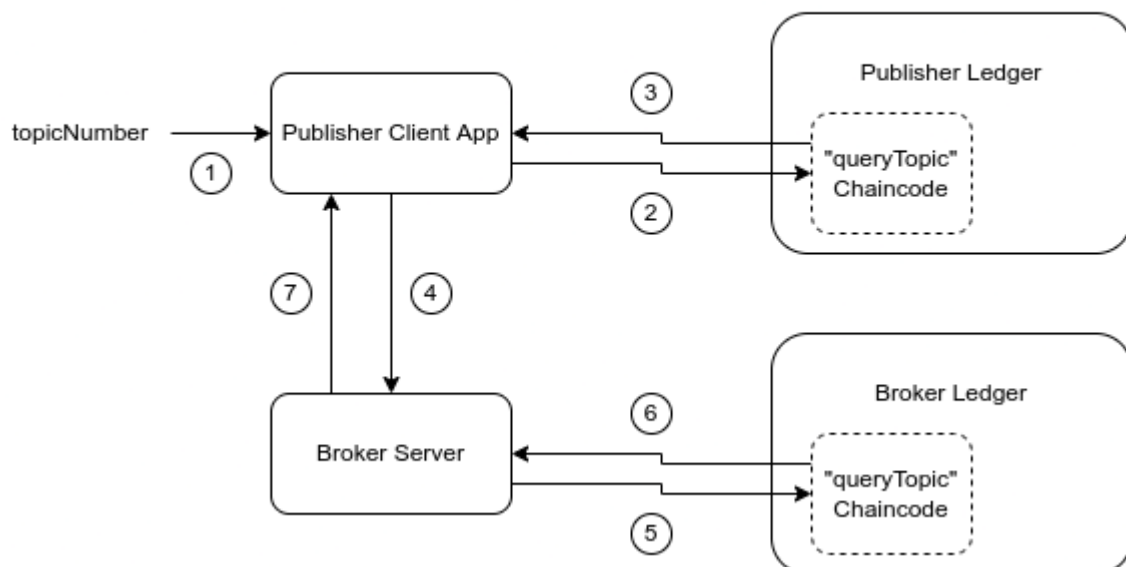 Publisher Ledger
3
topicNumber
Publisher Client App
"queryTopic"
Chaincode
1
2
7
4
Broker Ledger
6
Broker Server
"queryTopic"
Chaincode
5